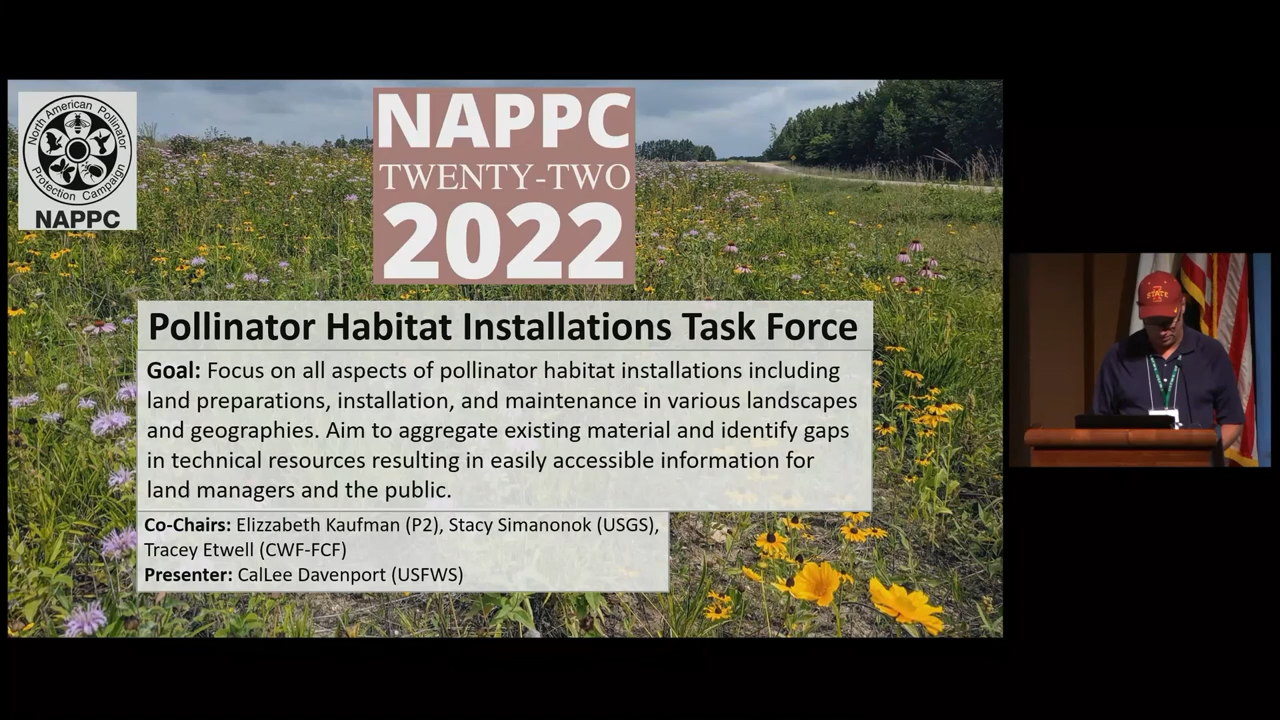 North American Pollinator
Protection Campaign
NAPPC
NAPPC
TWENTY-TWO
2022
Pollinator Habitat Installations Task Force
Goal: Focus on all aspects of pollinator habitat installations including
land preparations, installation, and maintenance in various landscapes
and geographies. Aim to aggregate existing material and identify gaps
in technical resources resulting in easily accessible information for
land managers and the public.
Co-Chairs: Elizzabeth Kaufman (P2), Stacy Simanonok (USGS),
Tracey Etwell (CWF-FCF)
Presenter: CalLee Davenport (USFWS)
STATE